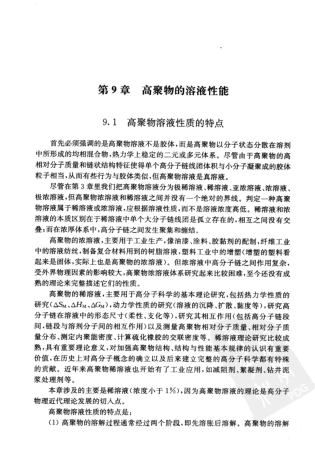 第9章 高聚物的溶液性能
9.1 高聚物溶液性质的特点
首先必须强调的是高聚物溶液不是胶体,而是高聚物以分子状态分散在溶剂
中所形成的均相混合物,热力学上稳定的二元或多元体系。尽管由于高聚物的高
相对分子质量和链状结构特征使得单个高分子链线团体积与小分子凝聚成的胶体
粒子相当,从而有些行为与胶体类似,但高聚物溶液是真溶液。
尽管在第3章里我们把高聚物溶液分为极稀溶液、稀溶液、亚浓溶液、浓溶液、
极浓溶液,但高聚物浓溶液和稀溶液之间并没有一个绝对的界线。判定一种高聚
物溶液属于稀溶液或浓溶液,应根据溶液性质,而不是溶液浓度高低。稀溶液和浓
溶液的本质区别在于稀溶液中单个大分子链线团是孤立存在的,相互之间没有交
叠;而在浓厚体系中,高分子链之间发生聚集和缠结。
高聚物的浓溶液,主要用于工业生产,像油漆、涂料、胶黏剂的配制,纤维工业
中的溶液纺丝,制备复合材料时用到的树脂溶液,塑料工业中的增塑(增塑的塑料看
起来是固体,实际上也是高聚物的浓溶液)等。但浓溶液中高分子链之间作用复杂,
受外界物理因素的影响较大,高聚物浓溶液体系研究起来比较困难,至今还没有成
熟的理论来完整描述它们的性质。
高聚物的稀溶液,主要用于高分子科学的基本理论研究,包括热力学性质的研
究(ΔSM、ΔHM、ΔGM),动力学性质的研究(溶液的沉降、扩散、黏度等),研究高
分子链在溶液中的形态尺寸(柔性、支化等),研究其相互作用(包括高分子链段
间,链段与溶剂分子间的相互作用)以及测量高聚物相对分子质量、相对分子质
量分布,测定内聚能密度,计算硫化橡胶的交联密度等。稀溶液理论研究比较成
熟,具有重要理论意义,对加强高聚物结构、结构与性能基本规律的认识有重要
价值,在历史上对高分子概念的确立以及后来建立完整的高分子科学都有特殊
的贡献。近年来高聚物稀溶液也开始有了工业应用,如减阻剂、絮凝剂、钻井泥
浆处理剂等。
本章涉及的主要是稀溶液(浓度小于1%),因为高聚物溶液的理论是高分子
物理近代理论发展的切入点。
高聚物溶液性质的特点是:
(1) 高聚物的溶解过程通常经过两个阶段,即先溶胀后溶解。高聚物的溶解